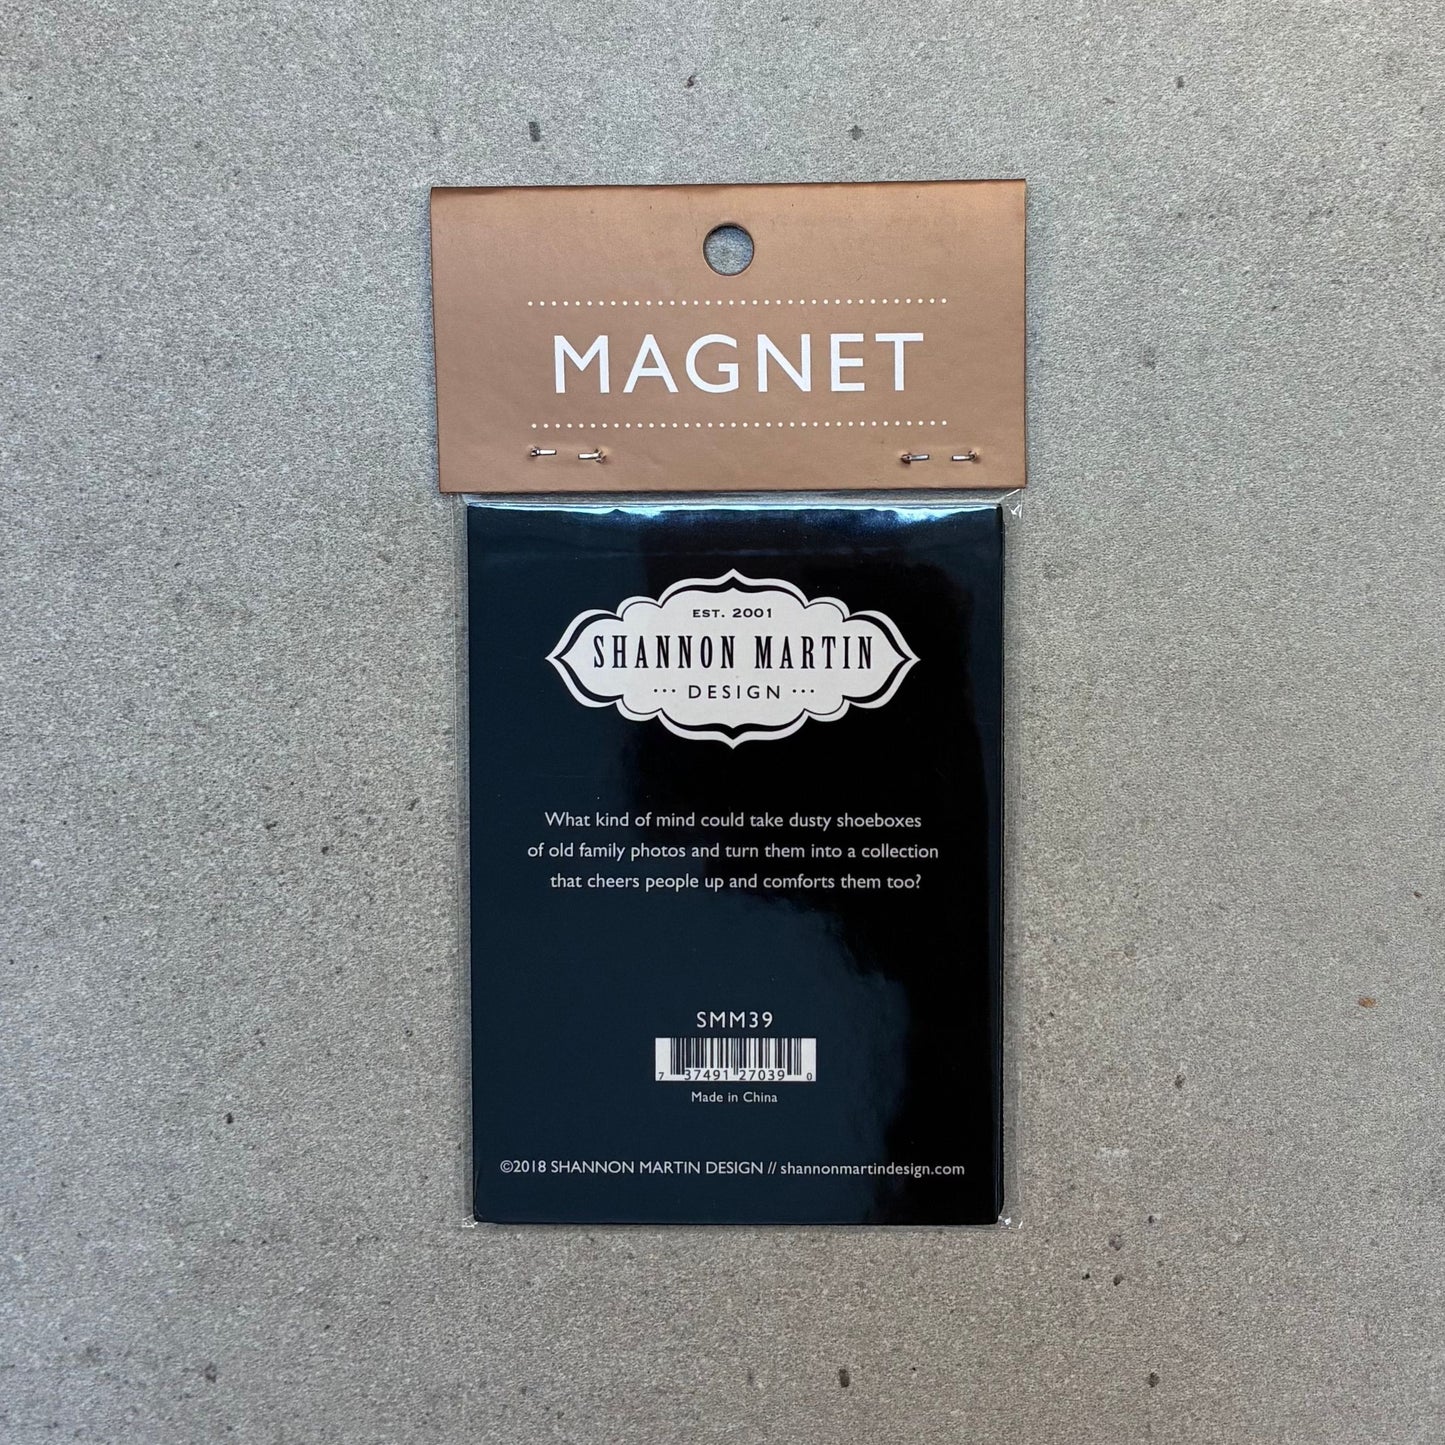 MAGNET
EST. 2001
SHANNON MARTIN
··· DESIGN ···
What kind of mind could take dusty shoeboxes
of old family photos and turn them into a collection
that cheers people up and comforts them too?
SMM39
7 37491 27039 0
Made in China
©2018 SHANNON MARTIN DESIGN // shannonmartindesign.com